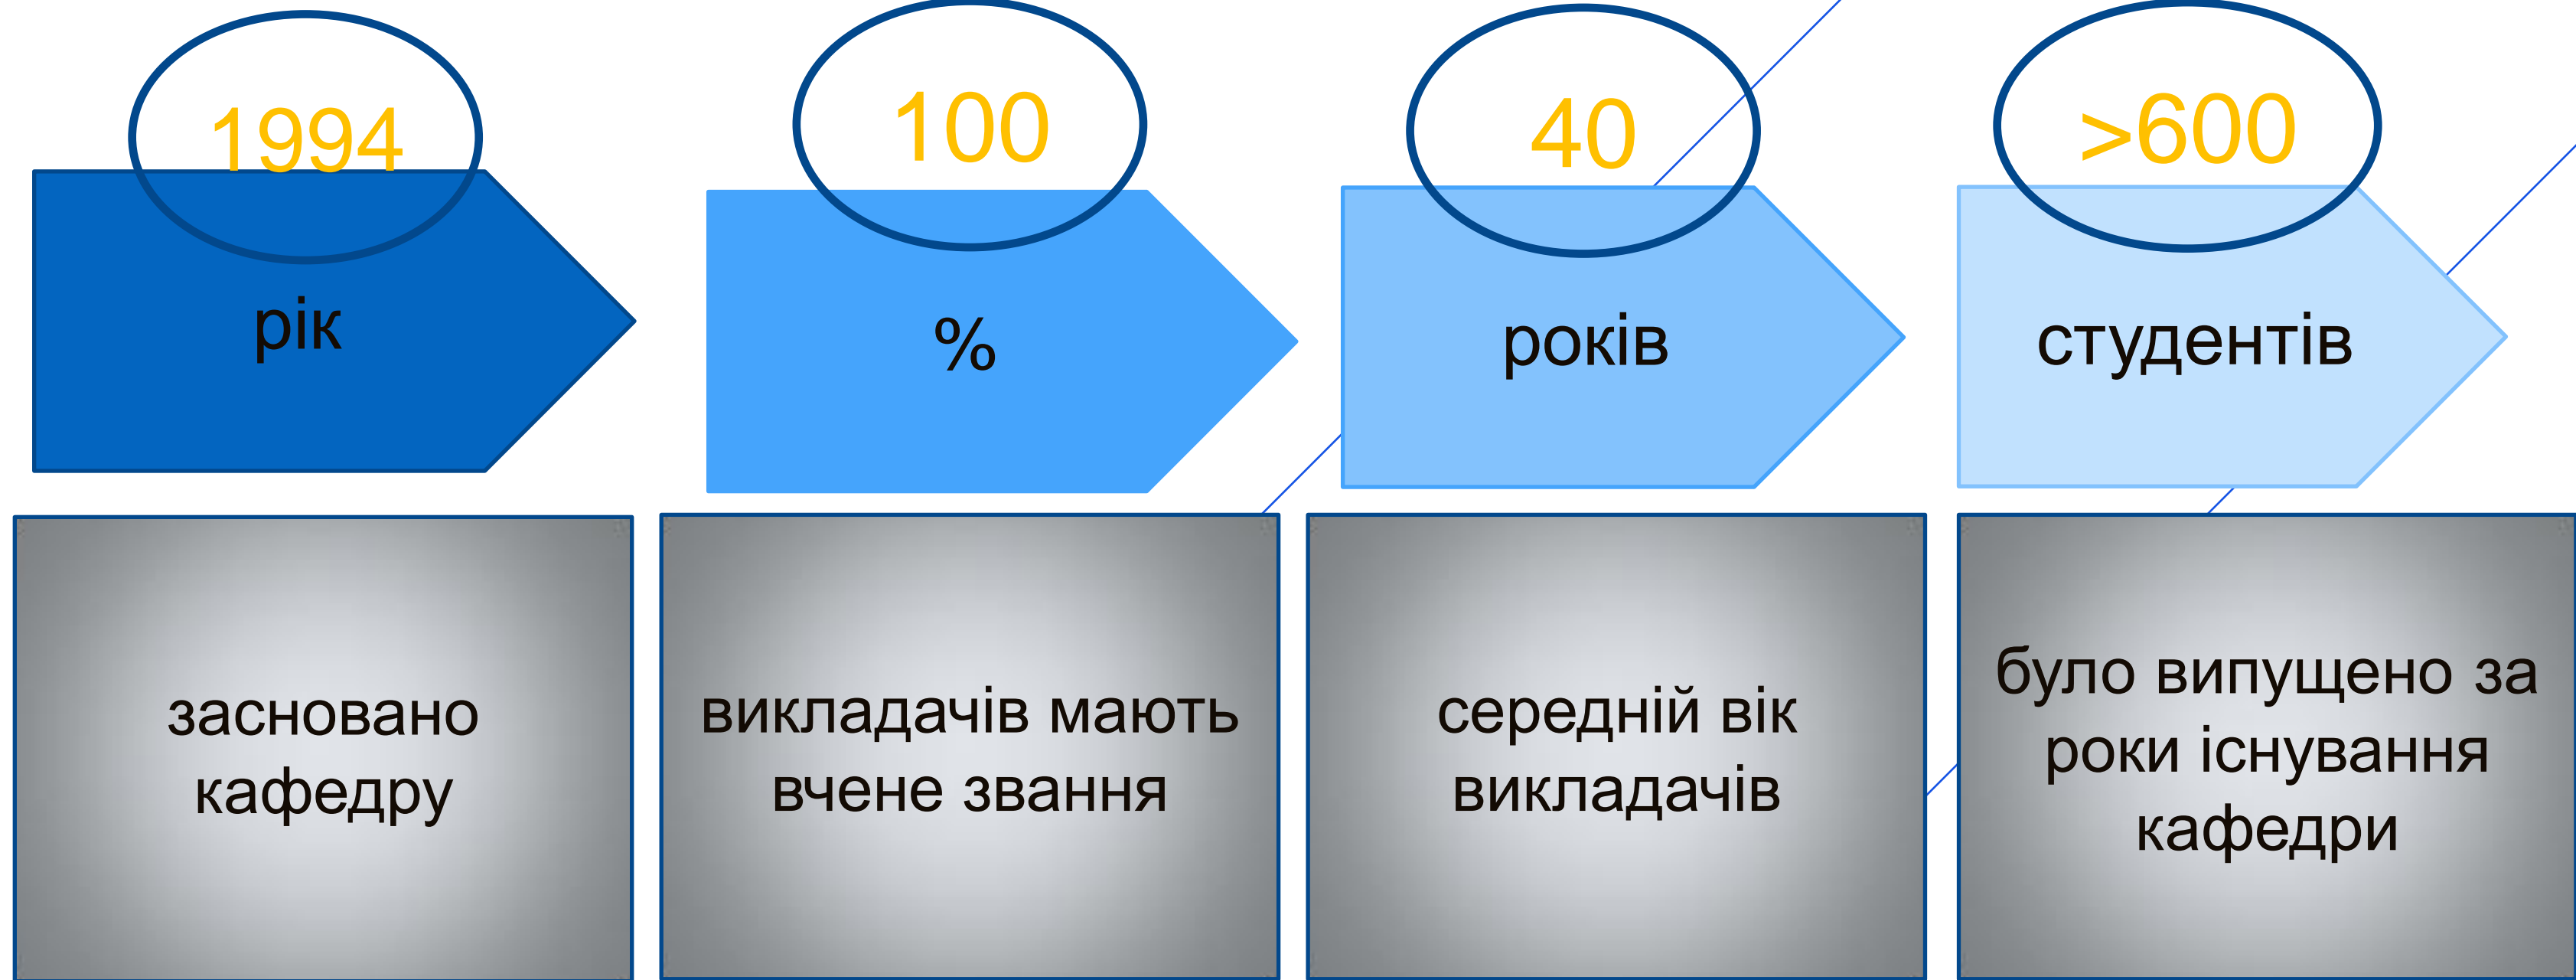 1994
рік
засновано
кафедру
100
%
викладачів мають
вчене звання
40
років
середній вік
викладачів
>600
студентів
було випущено за
роки існування
кафедри